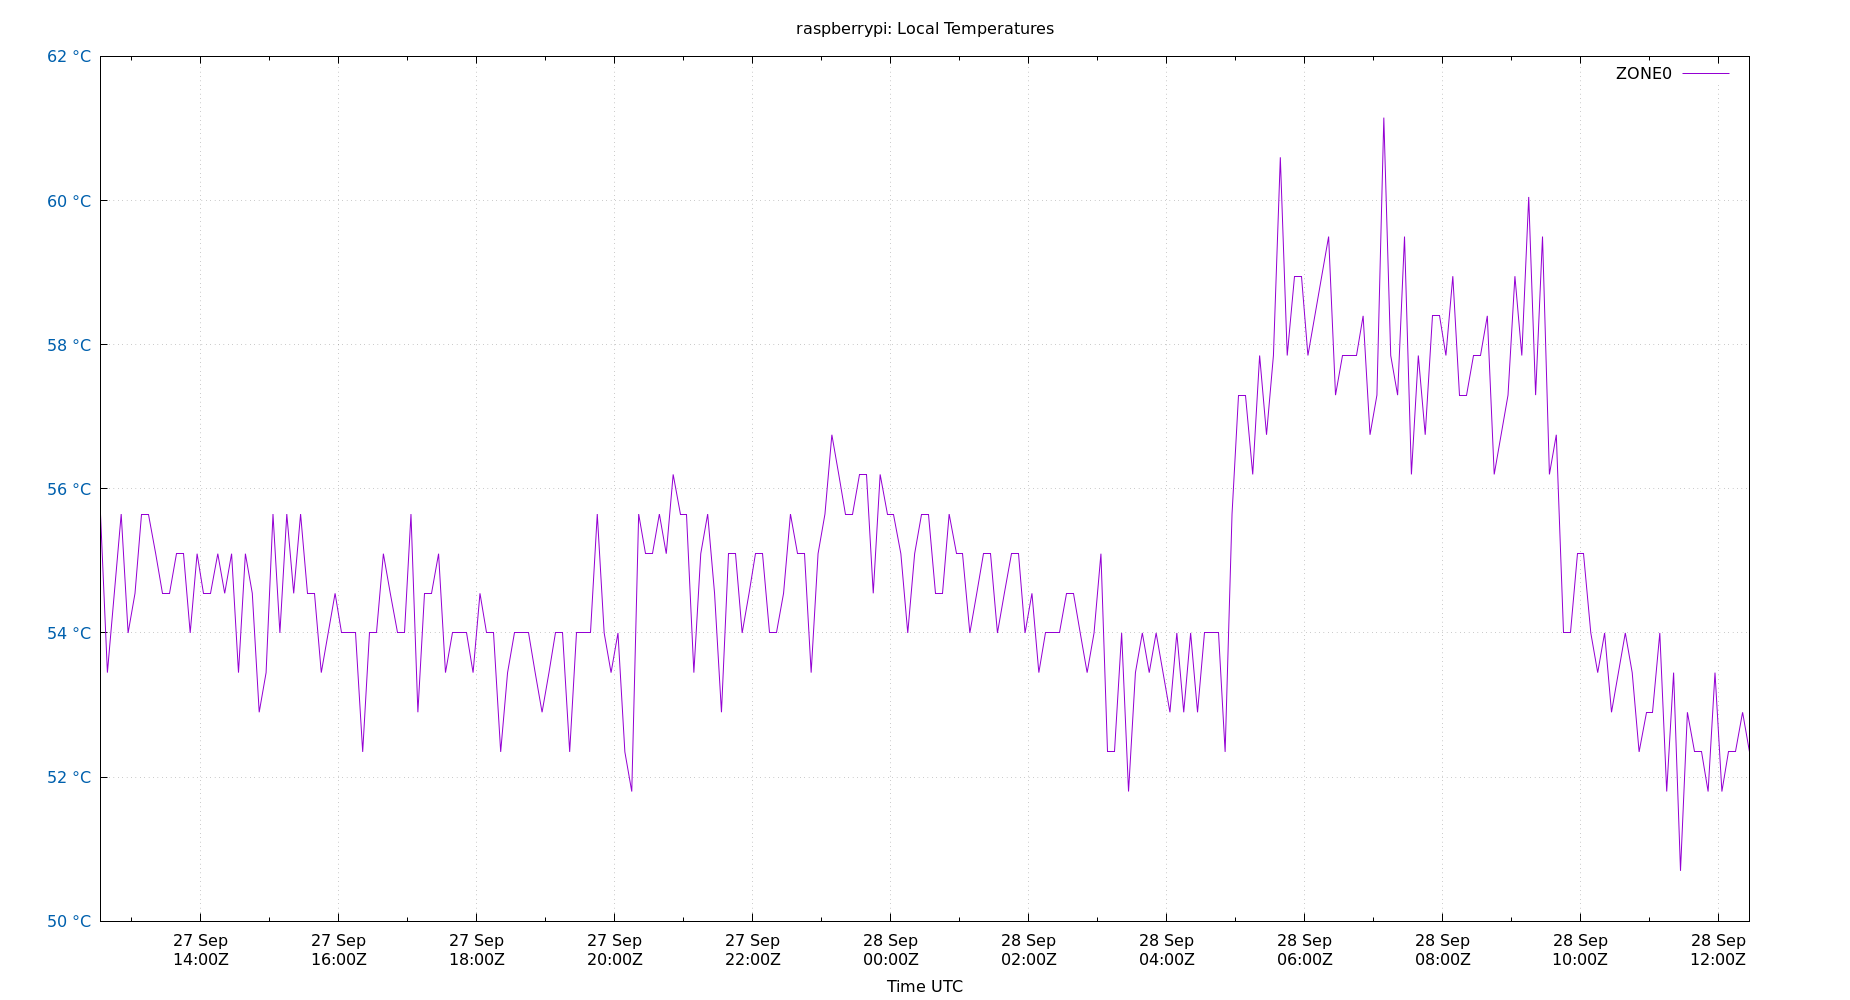 raspberrypi: Local Temperatures
ZONE0
62 °C
60 °C
58 °C
56 °C
54 °C
52 °C
50 °C
27 Sep 27 Sep 27 Sep 27 Sep 27 Sep 28 Sep 28 Sep 28 Sep 28 Sep 28 Sep 28 Sep 28 Sep
14:00Z 16:00Z 18:00Z 20:00Z 22:00Z 00:00Z 02:00Z 04:00Z 06:00Z 08:00Z 10:00Z 12:00Z
Time UTC